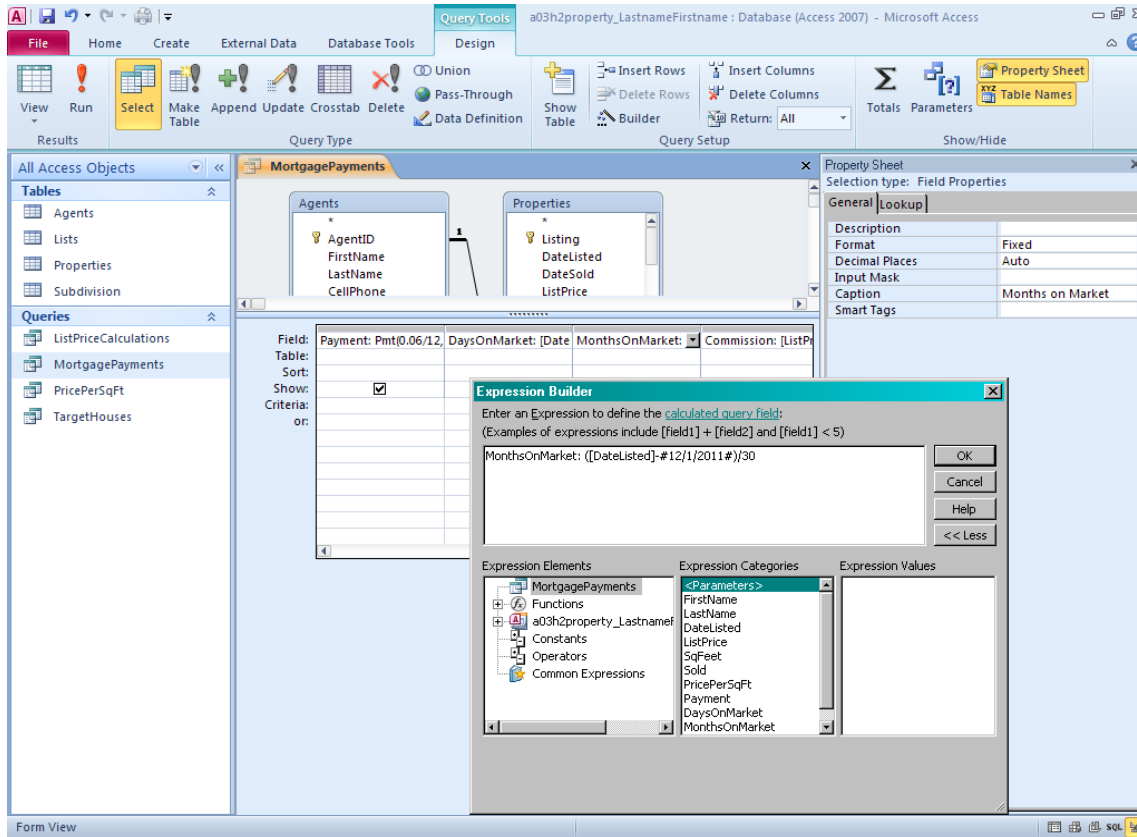 Query Tools a03h2property_LastnameFirstname : Database (Access 2007) - Microsoft Access
File Home Create External Data Database Tools Design
View Run Select Make Table Append Update Crosstab Delete
Union
Pass-Through
Data Definition
Show Table
Insert Rows
Delete Rows
Builder
Insert Columns
Delete Columns
Return: All
Totals Parameters
Property Sheet
Table Names
Results Query Type Query Setup Show/Hide
All Access Objects
Tables
Agents
Lists
Properties
Subdivision
Queries
ListPriceCalculations
MortgagePayments
PricePerSqFt
TargetHouses
MortgagePayments
Agents
*
AgentID
FirstName
LastName
CellPhone
1
Properties
*
Listing
DateListed
DateSold
ListPrice
Field: Payment: Pmt(0.06/12, DaysOnMarket: [Date MonthsOnMarket: Commission: [ListPr
Table:
Sort:
Show:
Criteria:
or:
Property Sheet
Selection type: Field Properties
General Lookup
Description
Format Fixed
Decimal Places Auto
Input Mask
Caption Months on Market
Smart Tags
Expression Builder
Enter an Expression to define the calculated query field:
(Examples of expressions include [field1] + [field2] and [field1] < 5)
MonthsOnMarket: ([DateListed]-#12/1/2011#)/30
OK
Cancel
Help
<< Less
Expression Elements
MortgagePayments
Functions
a03h2property_LastnameF
Constants
Operators
Common Expressions
Expression Categories
<Parameters>
FirstName
LastName
DateListed
ListPrice
SqFeet
Sold
PricePerSqFt
Payment
DaysOnMarket
MonthsOnMarket
Expression Values
Form View
SQL